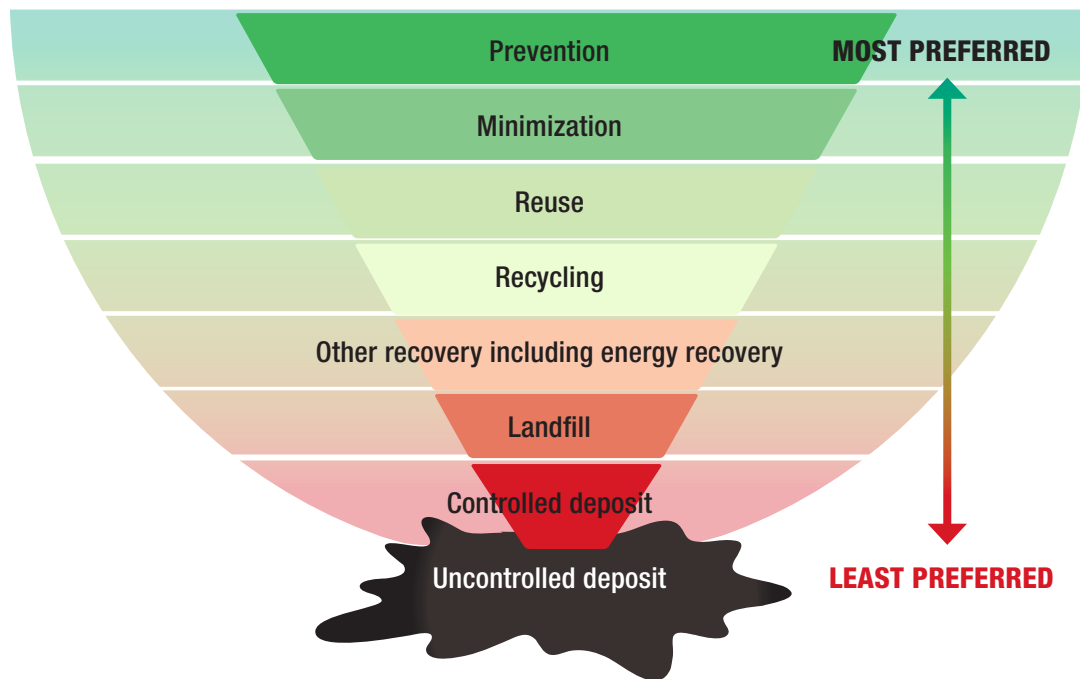 Prevention
MOST PREFERRED
Minimization
Reuse
Recycling
Other recovery including energy recovery
Landfill
Controlled deposit
Uncontrolled deposit
LEAST PREFERRED